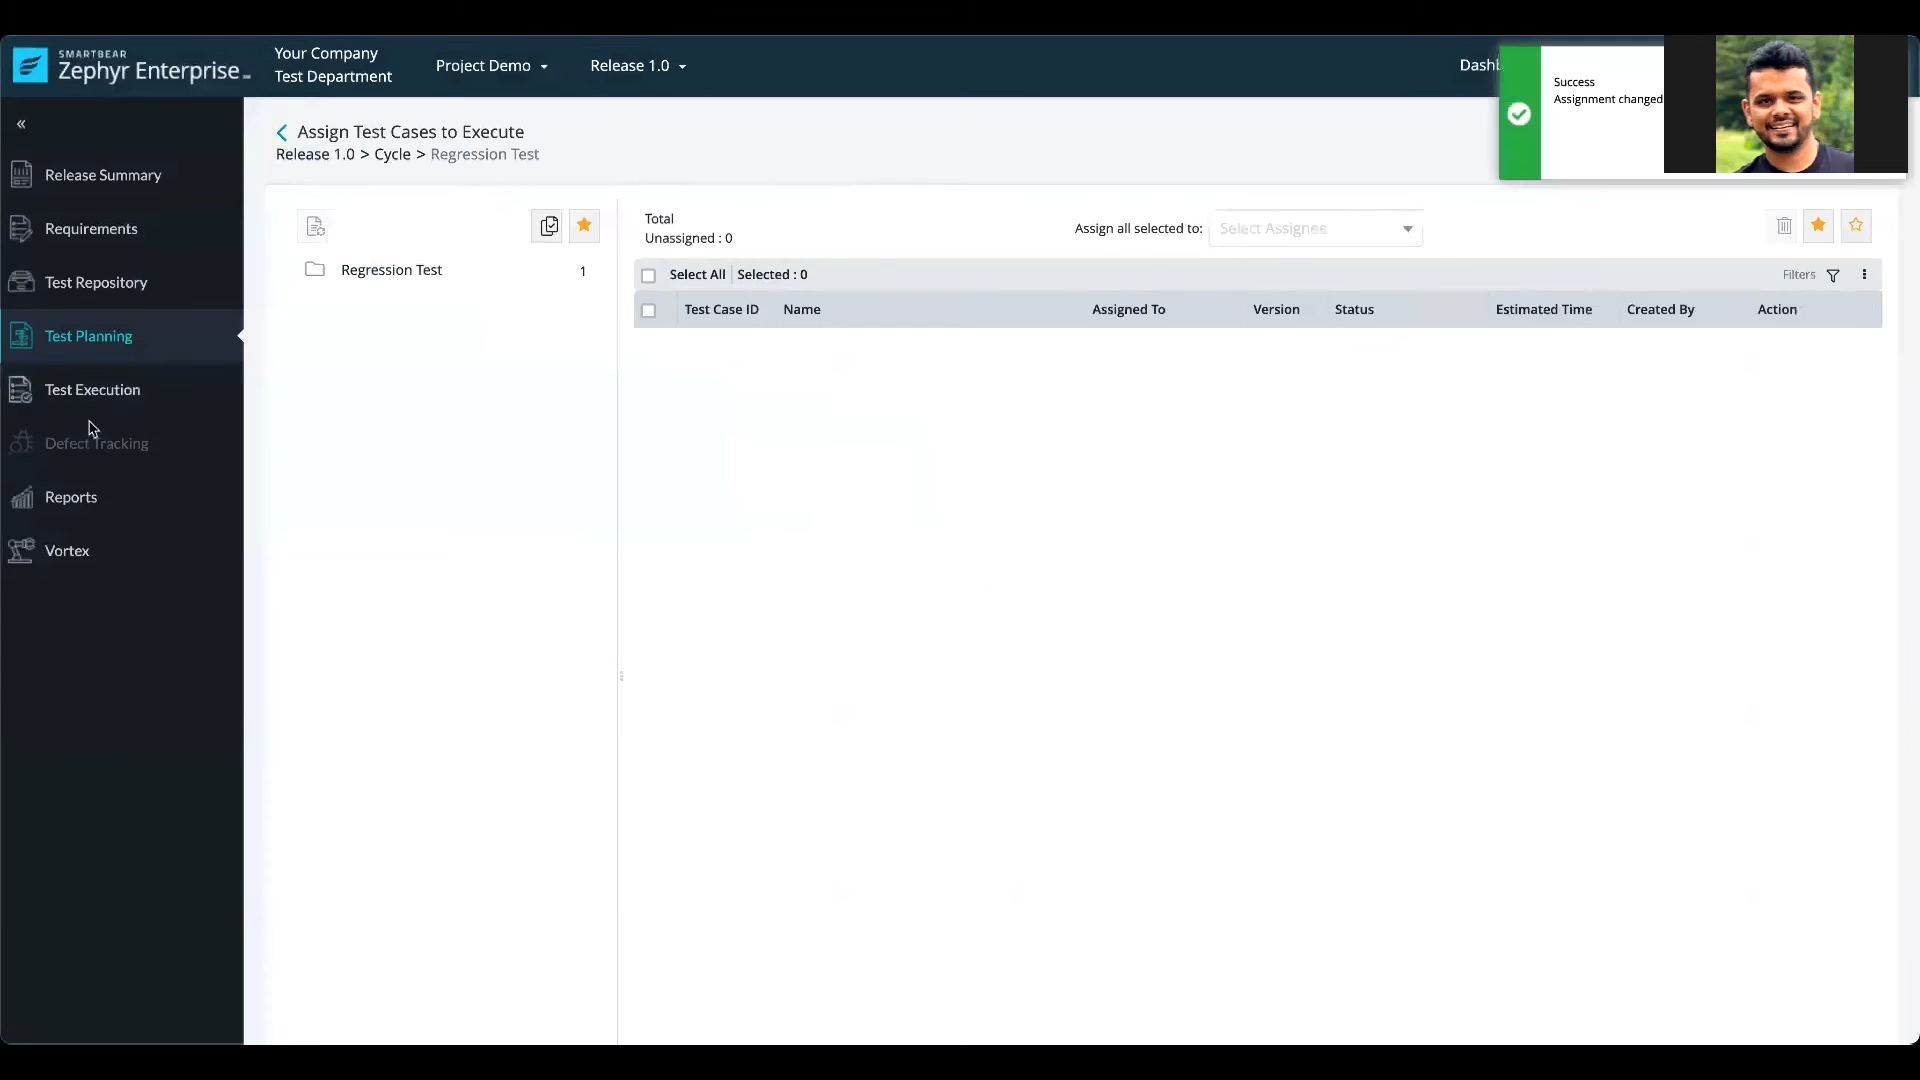 SMARTBEAR
Zephyr Enterprise
Your Company
Test Department
Project Demo
Release 1.0
Success
Assignment changed
«
Release Summary
Requirements
Test Repository
Test Planning
Test Execution
Defect Tracking
Reports
Vortex
Assign Test Cases to Execute
Release 1.0 > Cycle > Regression Test
Regression Test 1
Total
Unassigned : 0
Assign all selected to: Select Assignee
Select All Selected : 0
Filters
Test Case ID Name Assigned To Version Status Estimated Time Created By Action